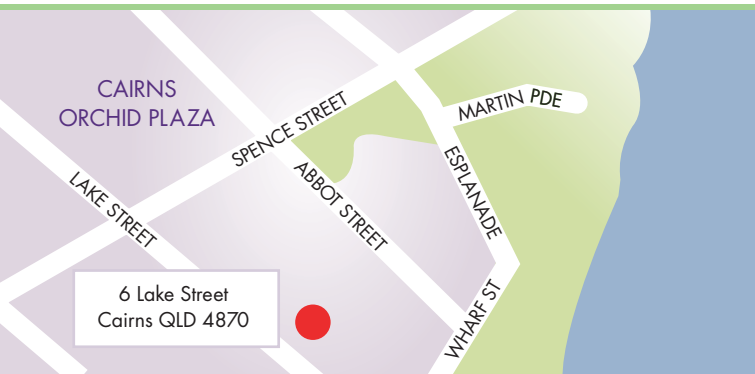 CAIRNS
ORCHID PLAZA
SPENCE STREET
MARTIN PDE
LAKE STREET
ABBOT STREET
ESPLANADE
WHARF ST
6 Lake Street
Cairns QLD 4870